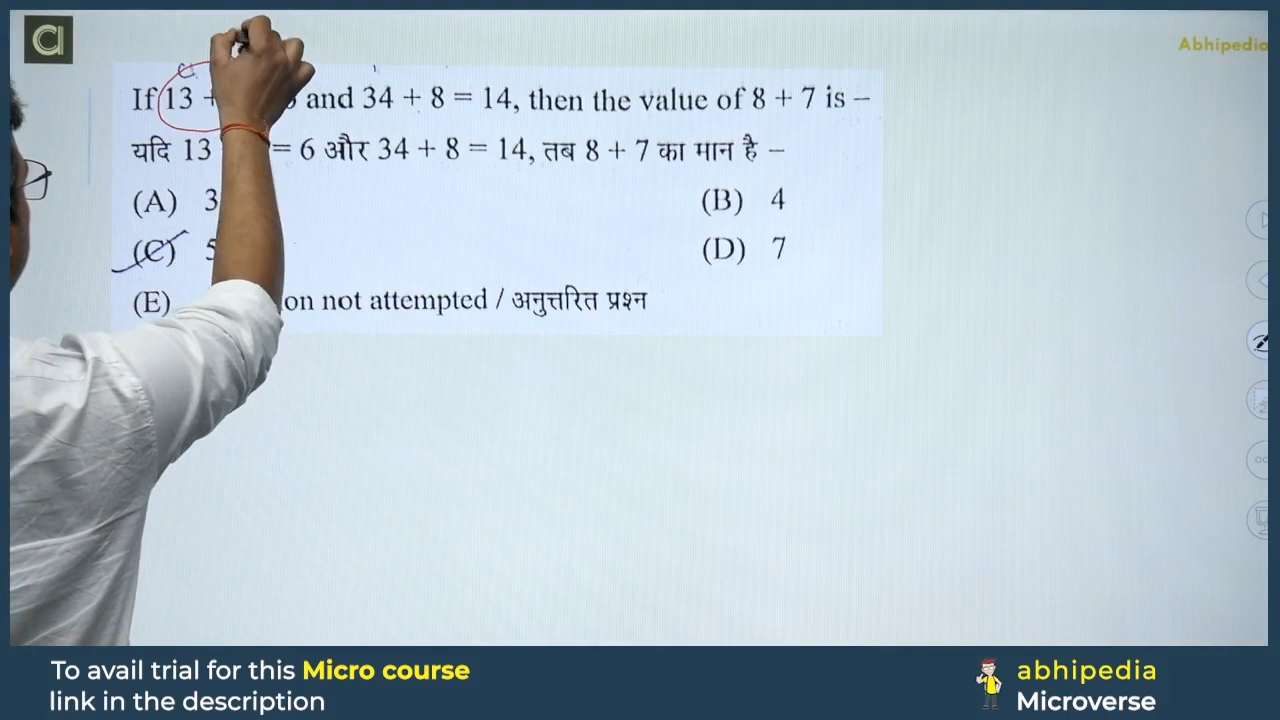 Abhipedia
If 13 + and 34 + 8 = 14, then the value of 8 + 7 is –
यदि 13 = 6 और 34 + 8 = 14, तब 8 + 7 का मान है –
(A) 3
(B) 4
(C) 5
(D) 7
(E) on not attempted / अनुत्तरित प्रश्न
To avail trial for this Micro course
link in the description
abhipedia
Microverse